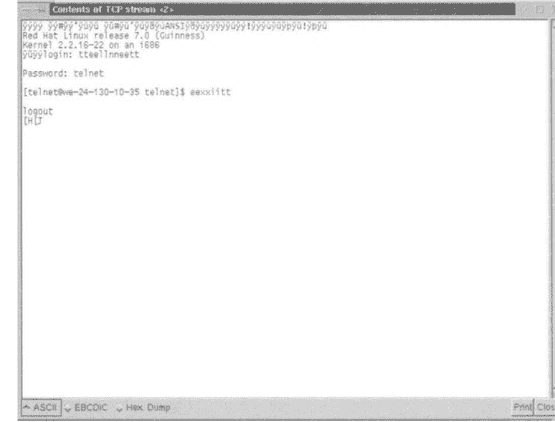 Contents of TCP stream <2>
Red Hat Linux release 7.0 (Guinness)
Kernel 2.2.16-22 on an i686
login: tteellnneett
Password: telnet
[telnet@we-24-130-10-35 telnet]$ eexxiitt
logout
[H[J
ASCII EBCDIC Hex Dump Print Clos